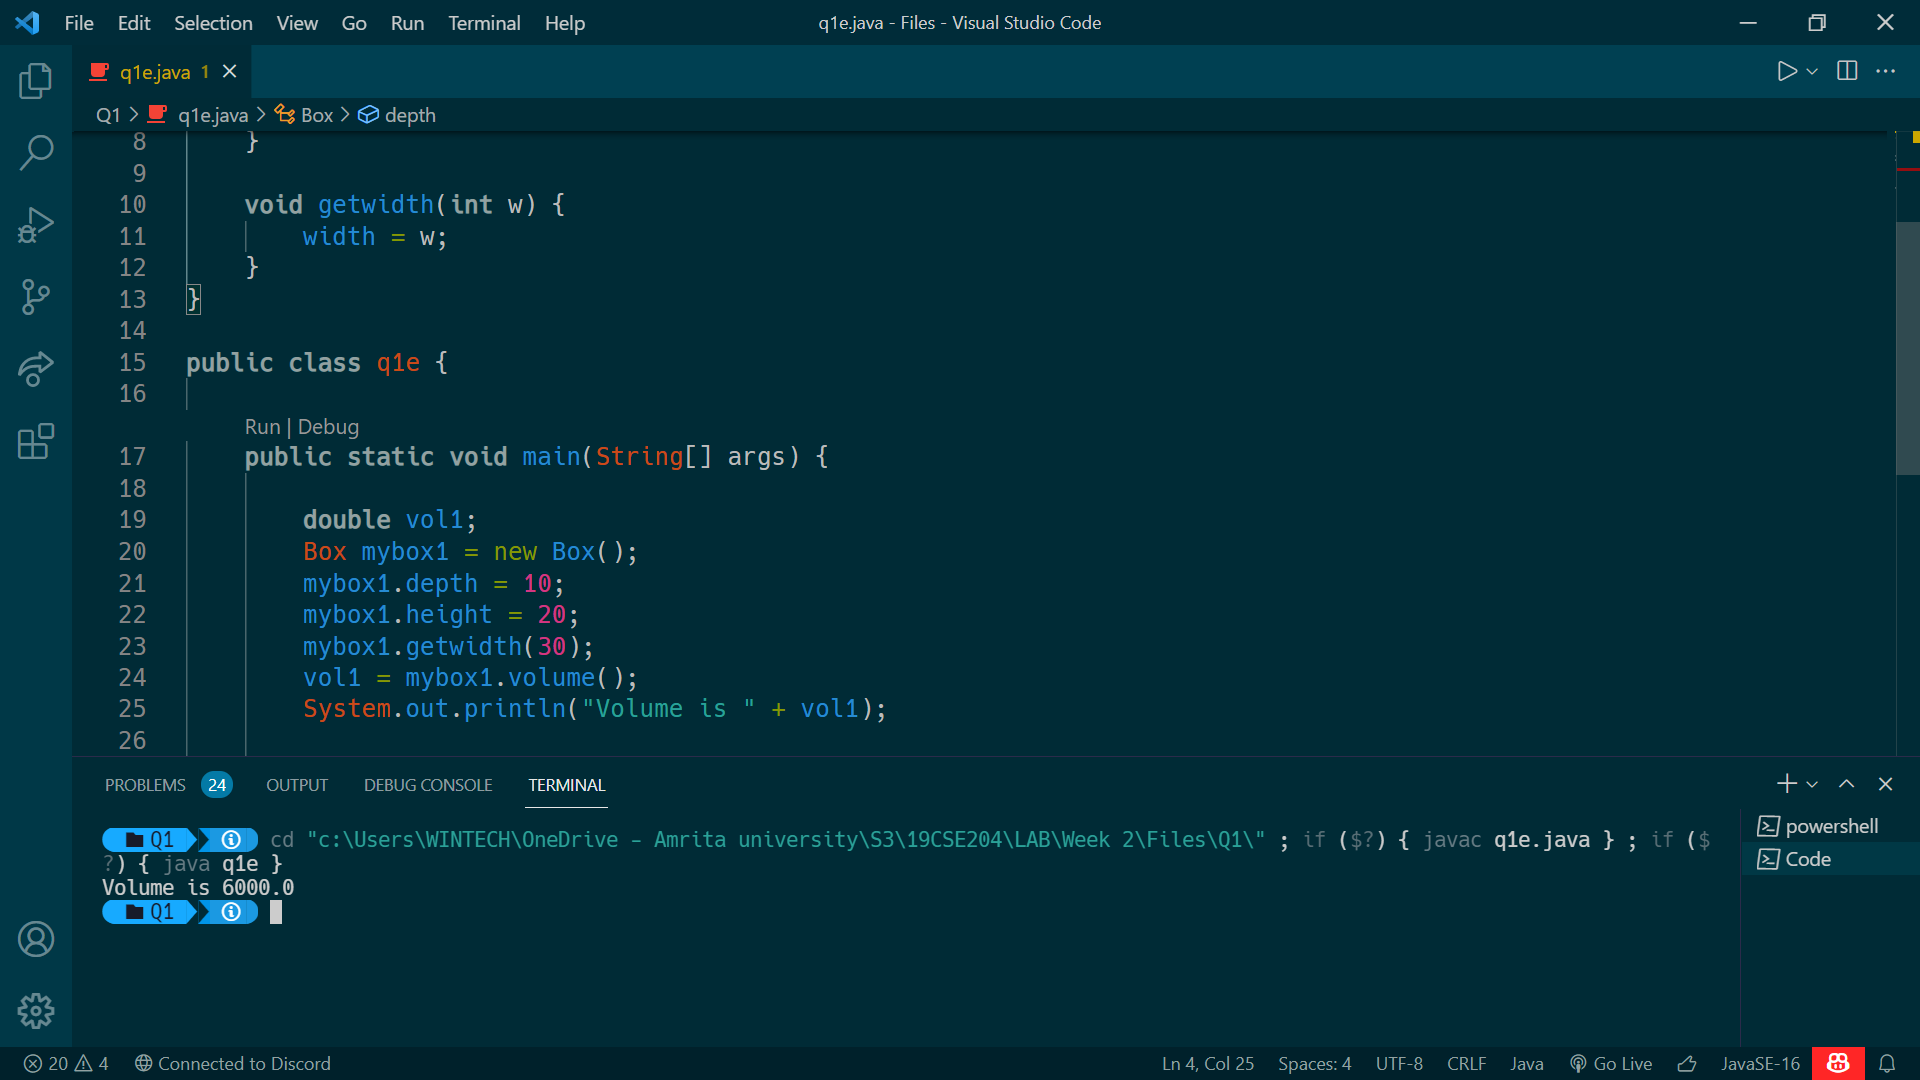 File Edit Selection View Go Run Terminal Help q1e.java - Files - Visual Studio Code
q1e.java 1
Q1 > q1e.java > Box > depth
8 }
9
10 void getwidth(int w) {
11 width = w;
12 }
13 }
14
15 public class q1e {
16
Run | Debug
17 public static void main(String[] args) {
18
19 double vol1;
20 Box mybox1 = new Box();
21 mybox1.depth = 10;
22 mybox1.height = 20;
23 mybox1.getwidth(30);
24 vol1 = mybox1.volume();
25 System.out.println("Volume is " + vol1);
26
PROBLEMS 24 OUTPUT DEBUG CONSOLE TERMINAL
Q1 cd "c:\Users\WINTECH\OneDrive - Amrita university\S3\19CSE204\LAB\Week 2\Files\Q1\" ; if ($?) { javac q1e.java } ; if ($
?) { java q1e }
Volume is 6000.0
Q1
powershell
Code
20 4 Connected to Discord Ln 4, Col 25 Spaces: 4 UTF-8 CRLF Java Go Live JavaSE-16